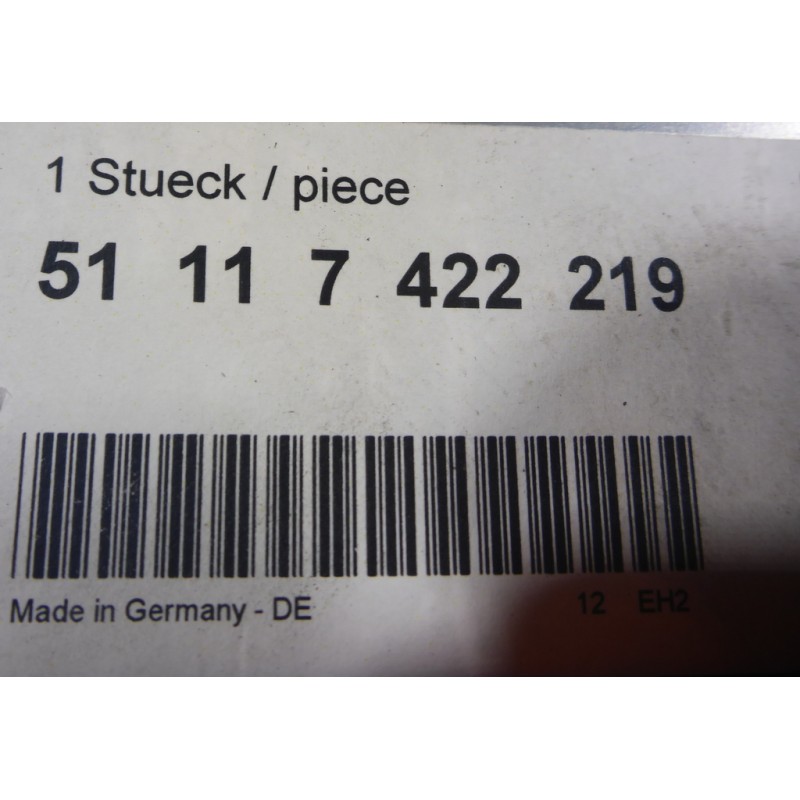 1 Stueck / piece
51 11 7 422 219
Made in Germany - DE 12 EH2